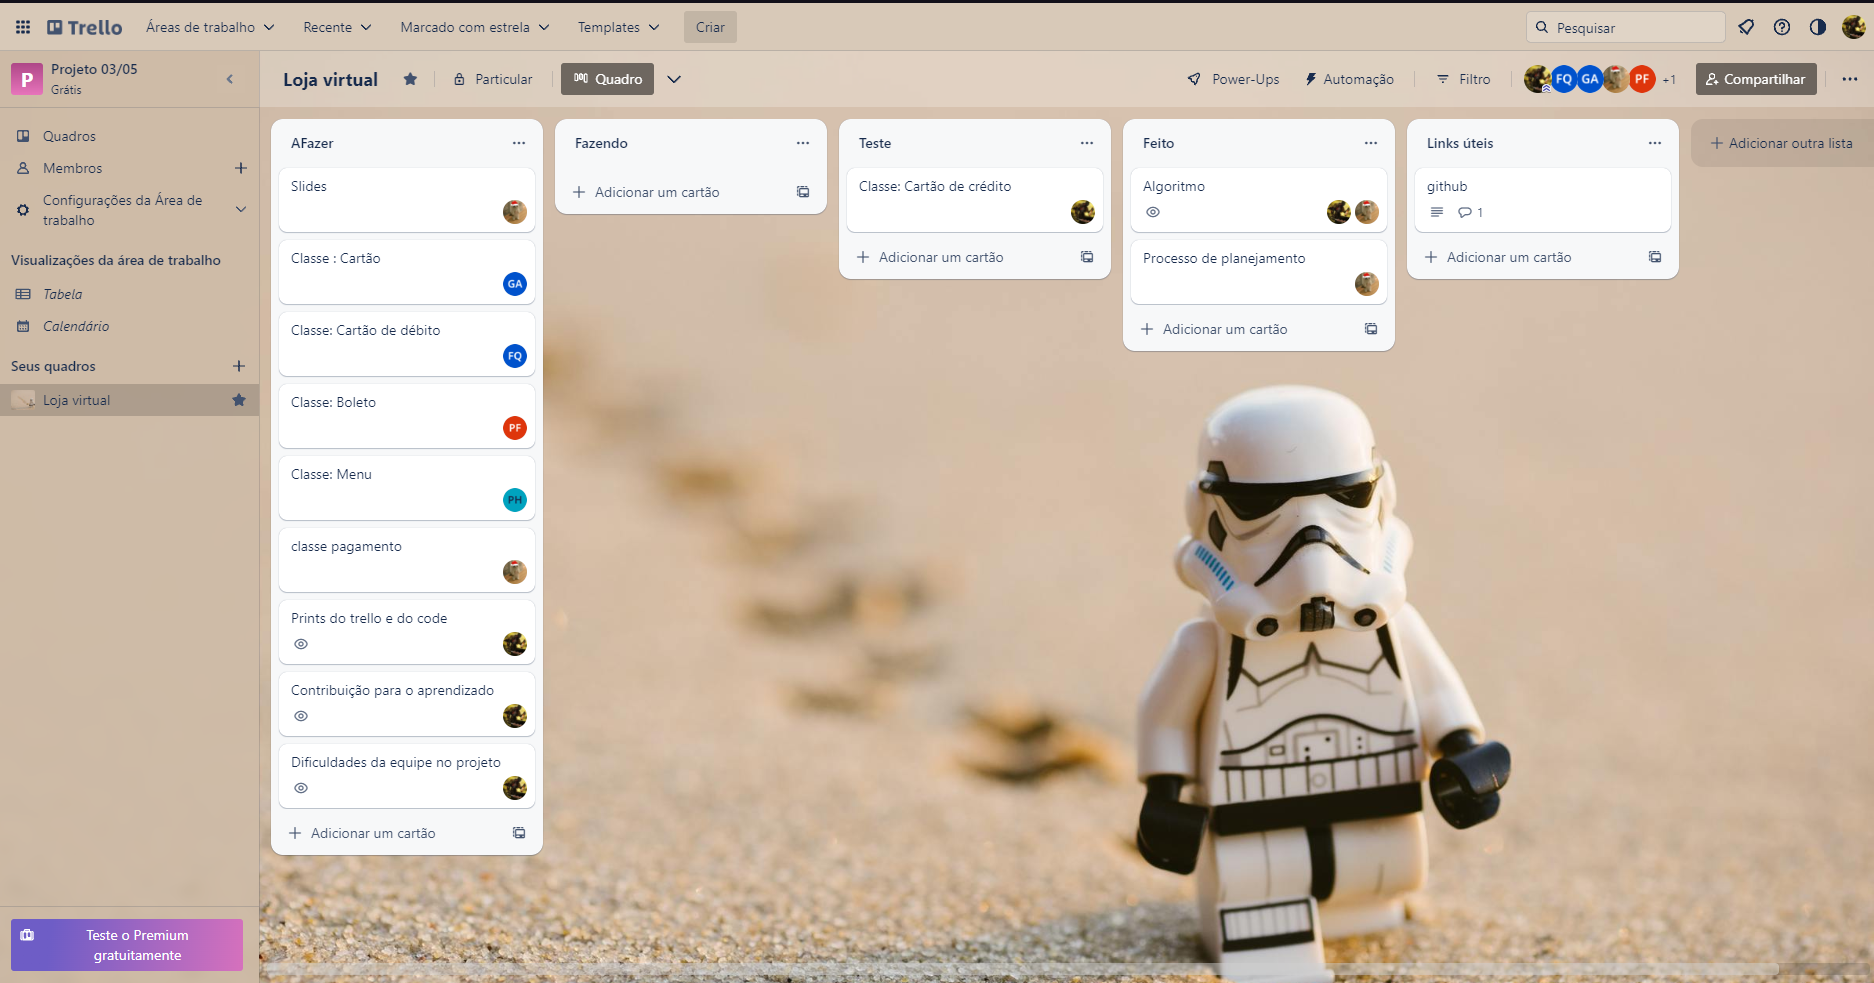 Trello
Áreas de trabalho
Recente
Marcado com estrela
Templates
Criar
Pesquisar
P
Projeto 03/05
Grátis
Loja virtual
Particular
Quadro
Power-Ups
Automação
Filtro
FQ
GA
PF
+1
Compartilhar
Quadros
Membros
Configurações da Área de
trabalho
Visualizações da área de trabalho
Tabela
Calendário
Seus quadros
Loja virtual
Teste o Premium
gratuitamente
AFazer
Slides
Classe : Cartão
GA
Classe: Cartão de débito
FQ
Classe: Boleto
PF
Classe: Menu
PH
classe pagamento
Prints do trello e do code
Contribuição para o aprendizado
Dificuldades da equipe no projeto
Adicionar um cartão
Fazendo
Adicionar um cartão
Teste
Classe: Cartão de crédito
Adicionar um cartão
Feito
Algoritmo
Processo de planejamento
Adicionar um cartão
Links úteis
github
1
Adicionar um cartão
Adicionar outra lista